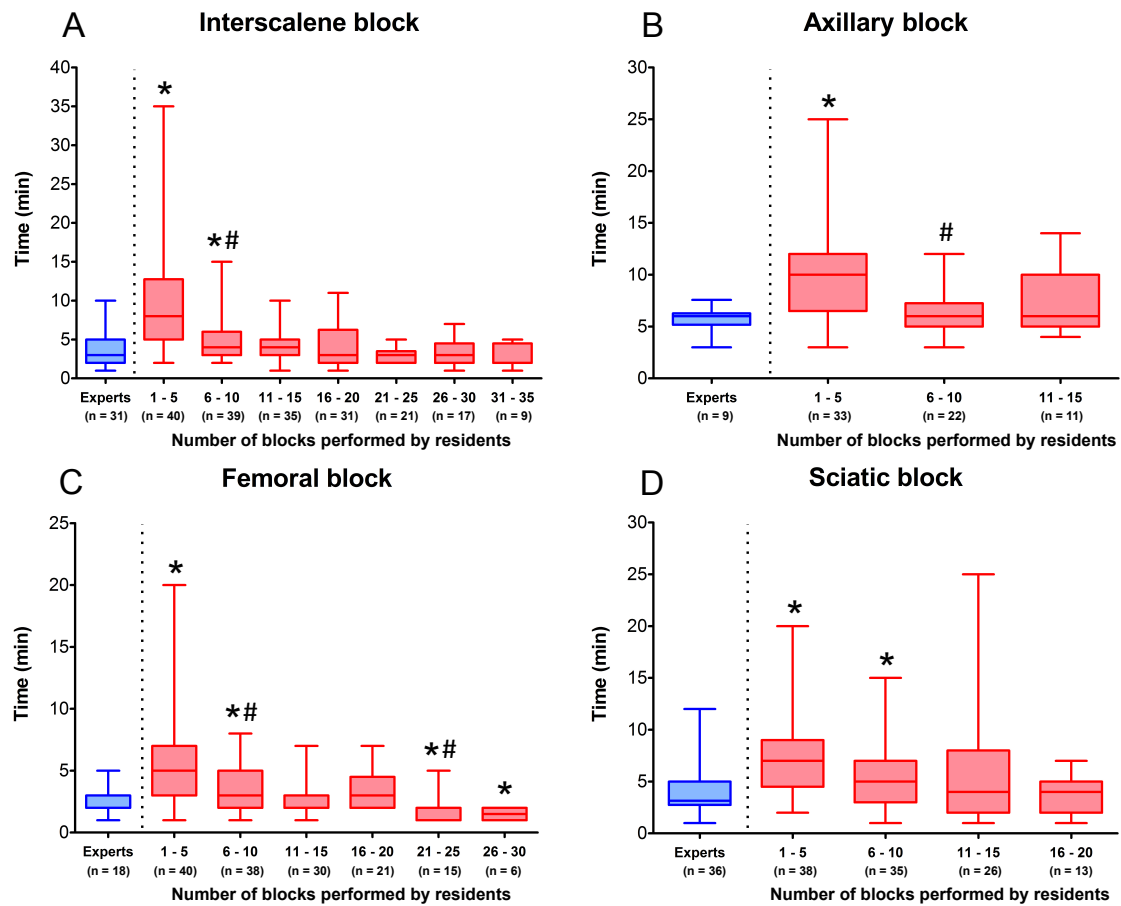 A
Interscalene block
Time (min)
40
35
30
25
20
15
10
5
0
*
*#
Experts 1 - 5 6 - 10 11 - 15 16 - 20 21 - 25 26 - 30 31 - 35
(n = 31) (n = 40) (n = 39) (n = 35) (n = 31) (n = 21) (n = 17) (n = 9)
Number of blocks performed by residents
B
Axillary block
Time (min)
30
25
20
15
10
5
0
*
#
Experts 1 - 5 6 - 10 11 - 15
(n = 9) (n = 33) (n = 22) (n = 11)
Number of blocks performed by residents
C
Femoral block
Time (min)
25
20
15
10
5
0
*
*#
*#
*
Experts 1 - 5 6 - 10 11 - 15 16 - 20 21 - 25 26 - 30
(n = 18) (n = 40) (n = 38) (n = 30) (n = 21) (n = 15) (n = 6)
Number of blocks performed by residents
D
Sciatic block
Time (min)
30
25
20
15
10
5
0
*
*
Experts 1 - 5 6 - 10 11 - 15 16 - 20
(n = 36) (n = 38) (n = 35) (n = 26) (n = 13)
Number of blocks performed by residents